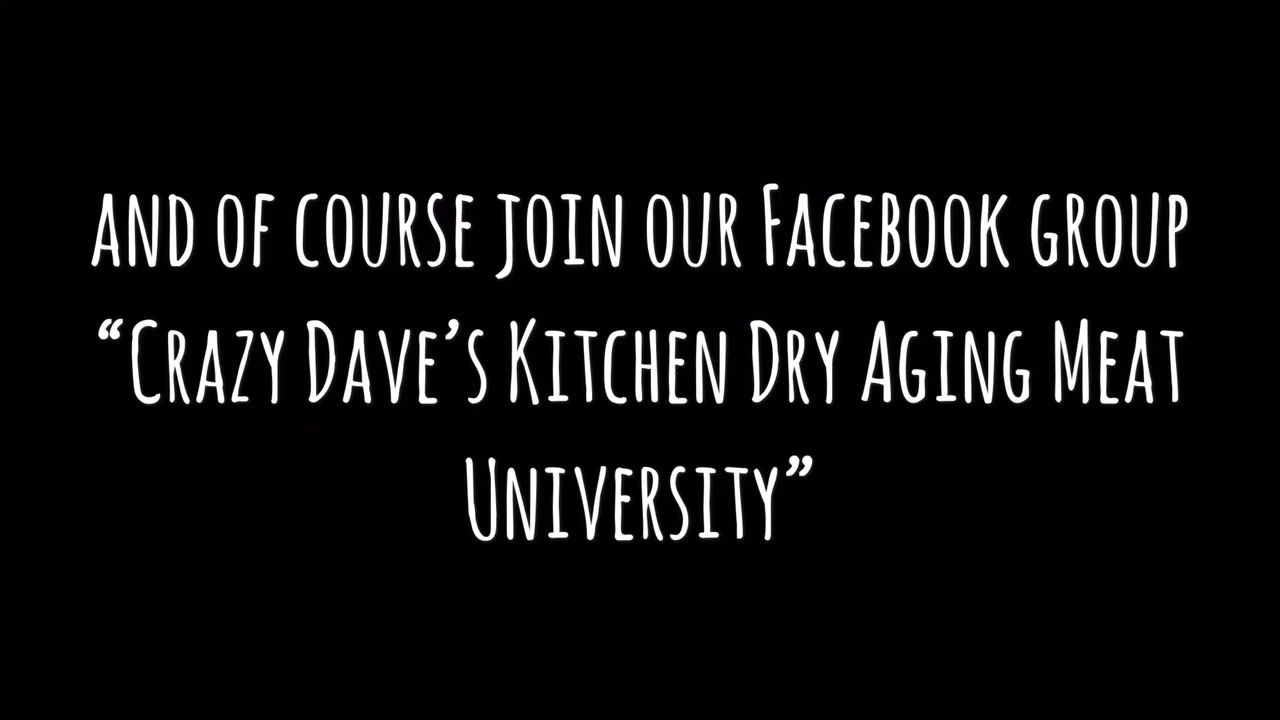 and of course join our Facebook group
“Crazy Dave’s Kitchen Dry Aging Meat
University”